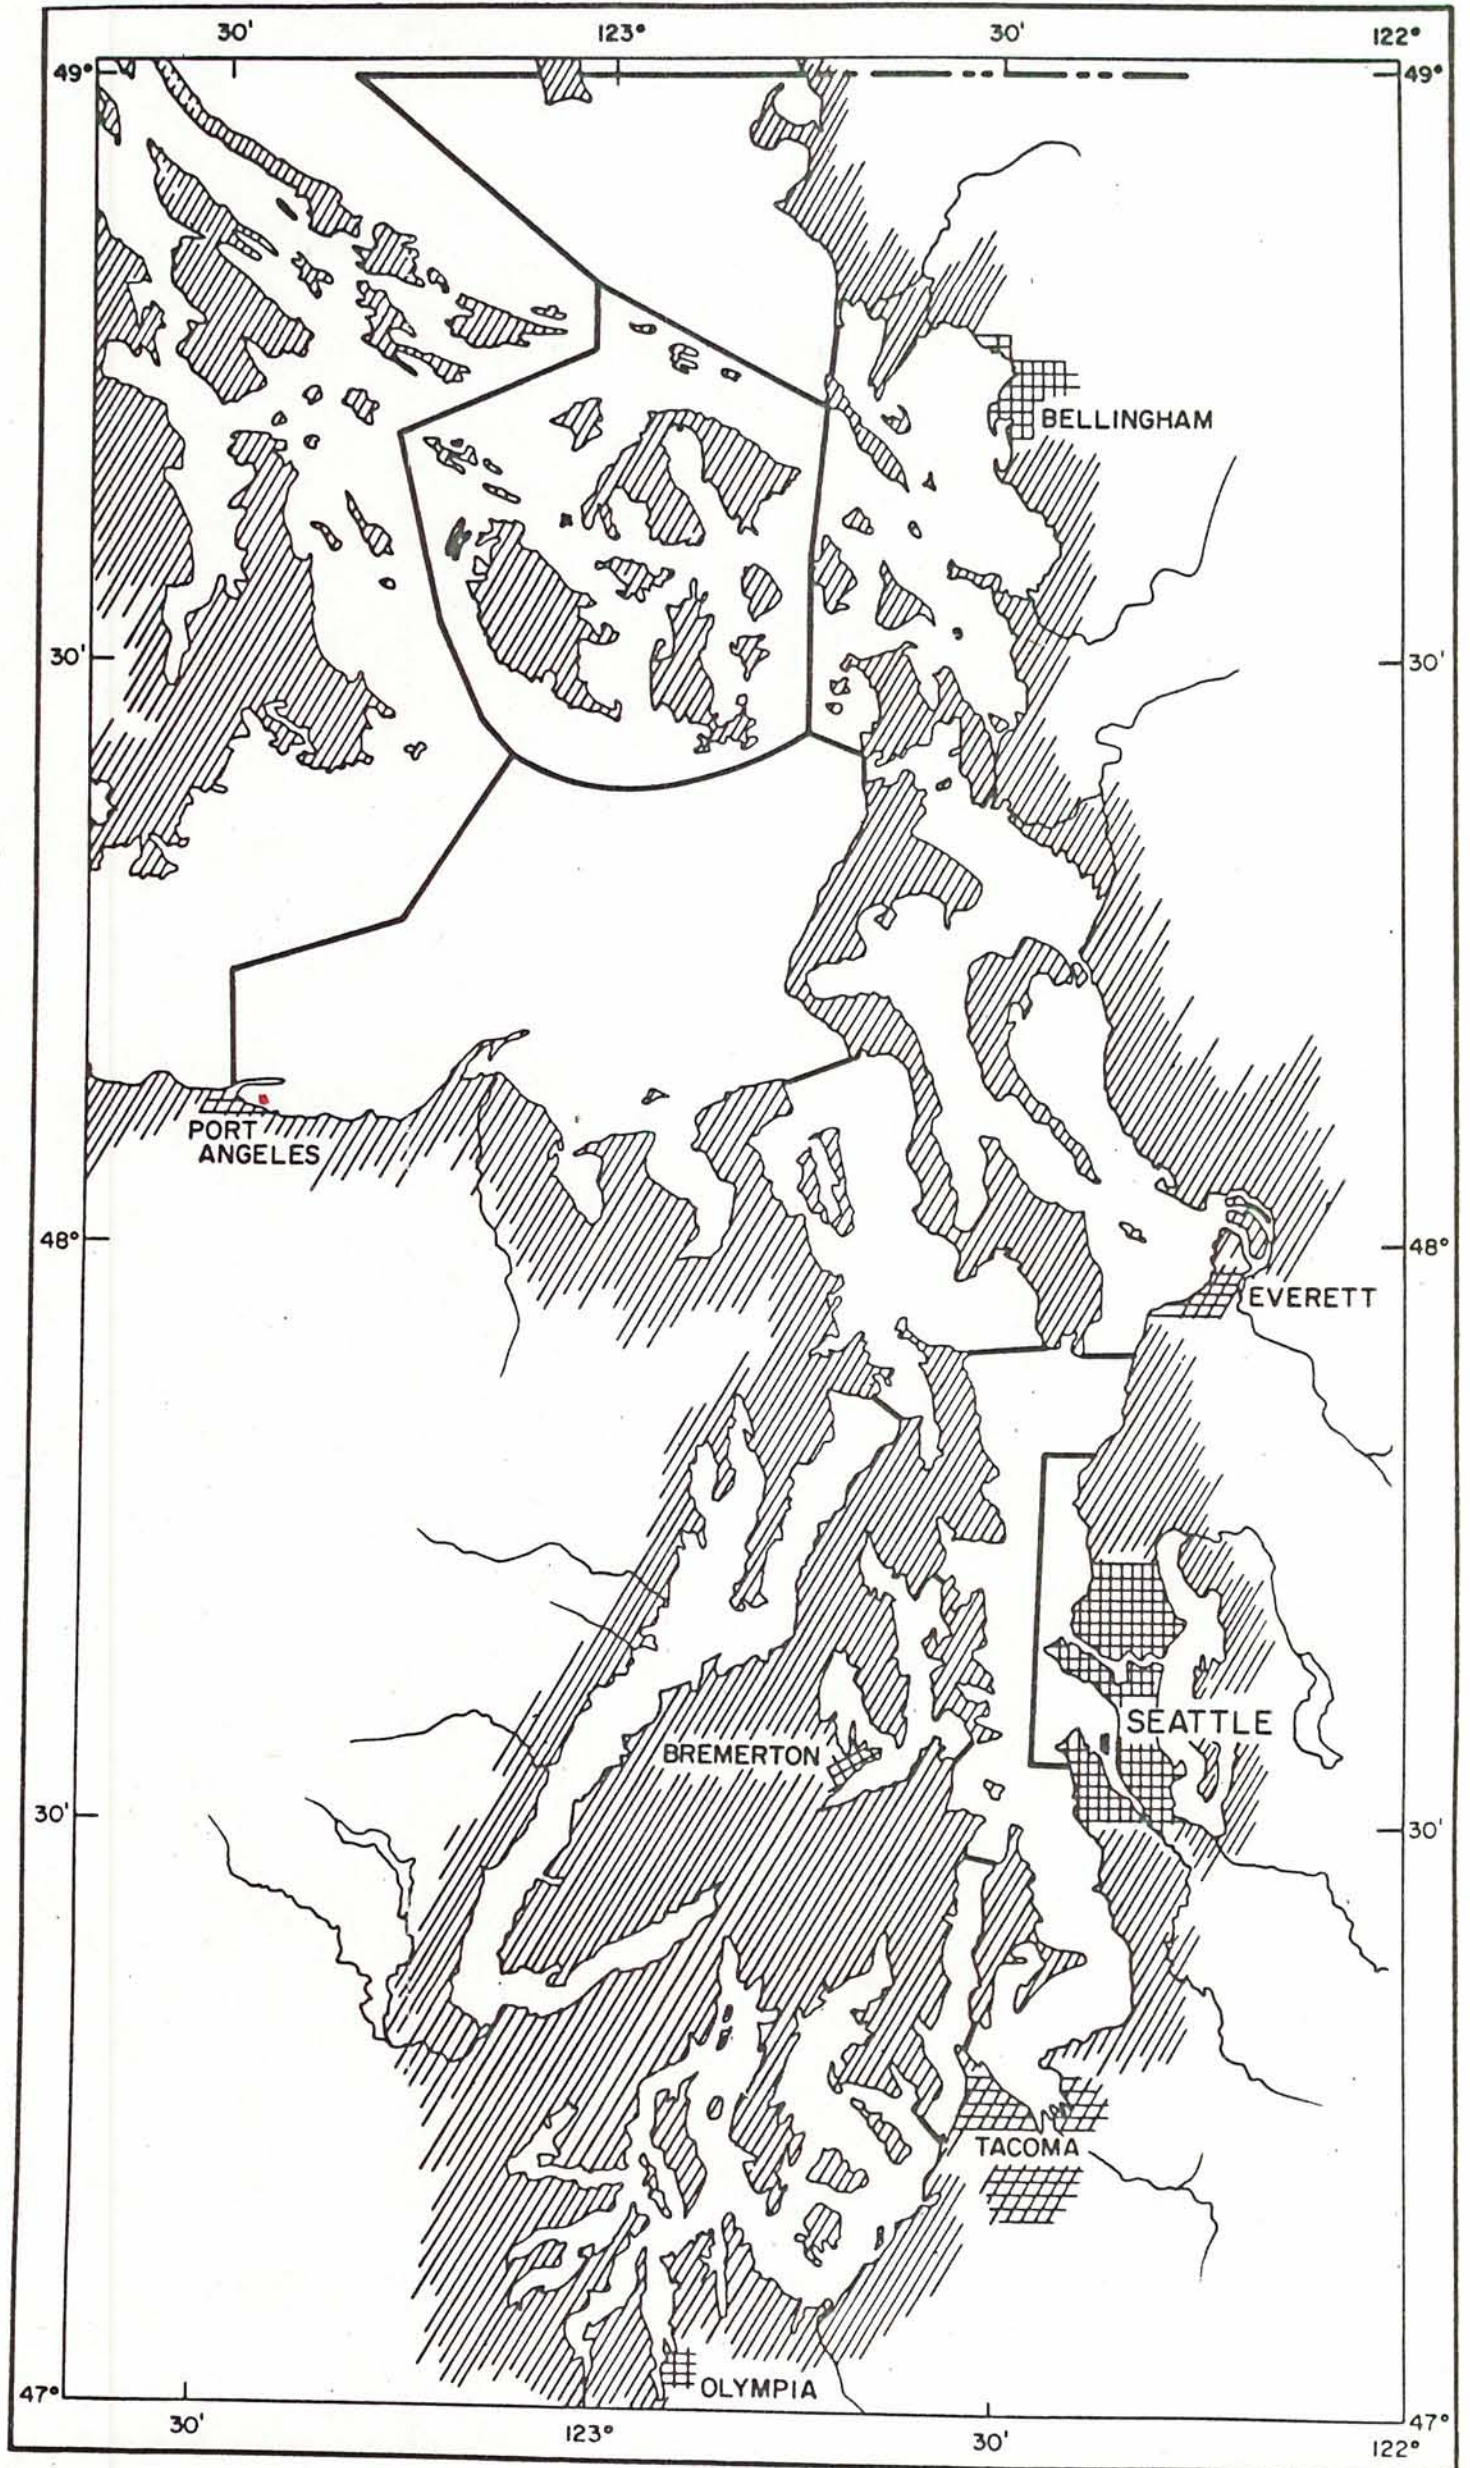 30' 123° 30' 122°
49° 49°
BELLINGHAM
30' 30'
PORT
ANGELES
48° 48°
EVERETT
SEATTLE
BREMERTON
30' 30'
TACOMA
OLYMPIA
47° 47°
30' 123° 30' 122°